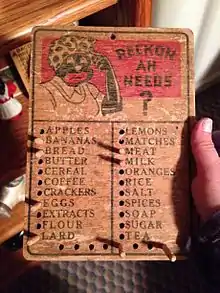 RECKON
AH
NEEDS
?
APPLES
BANANAS
BREAD
BUTTER
CEREAL
COFFEE
CRACKERS
EGGS
EXTRACTS
FLOUR
LARD
LEMONS
MATCHES
MEAT
MILK
ORANGES
RICE
SALT
SPICES
SOAP
SUGAR
TEA